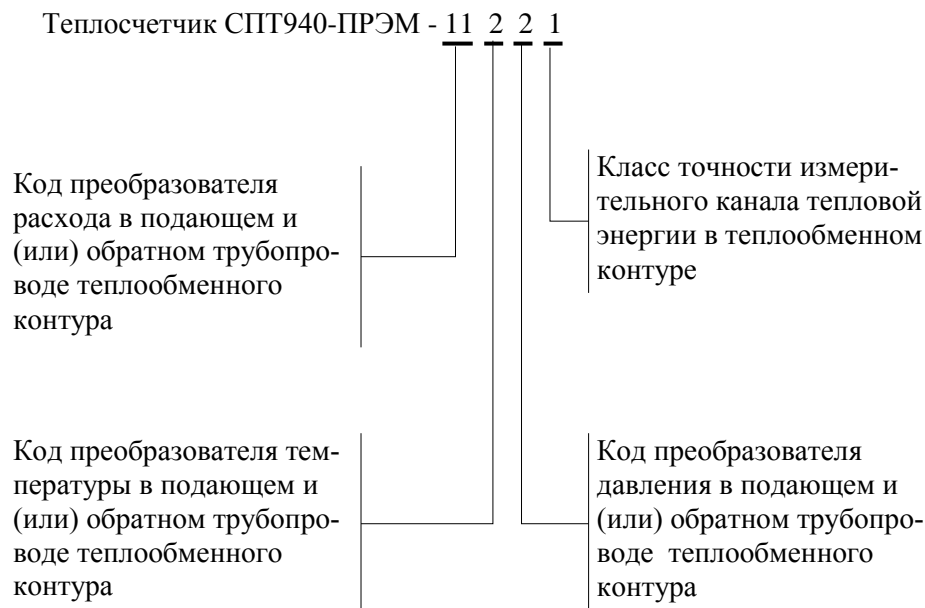 Теплосчетчик СПТ940-ПРЭМ - 11 2 2 1
Код преобразователя
расхода в подающем и
(или) обратном трубопро-
воде теплообменного
контура
Класс точности измери-
тельного канала тепловой
энергии в теплообменном
контуре
Код преобразователя тем-
пературы в подающем и
(или) обратном трубопро-
воде теплообменного
контура
Код преобразователя
давления в подающем и
(или) обратном трубопро-
воде теплообменного
контура